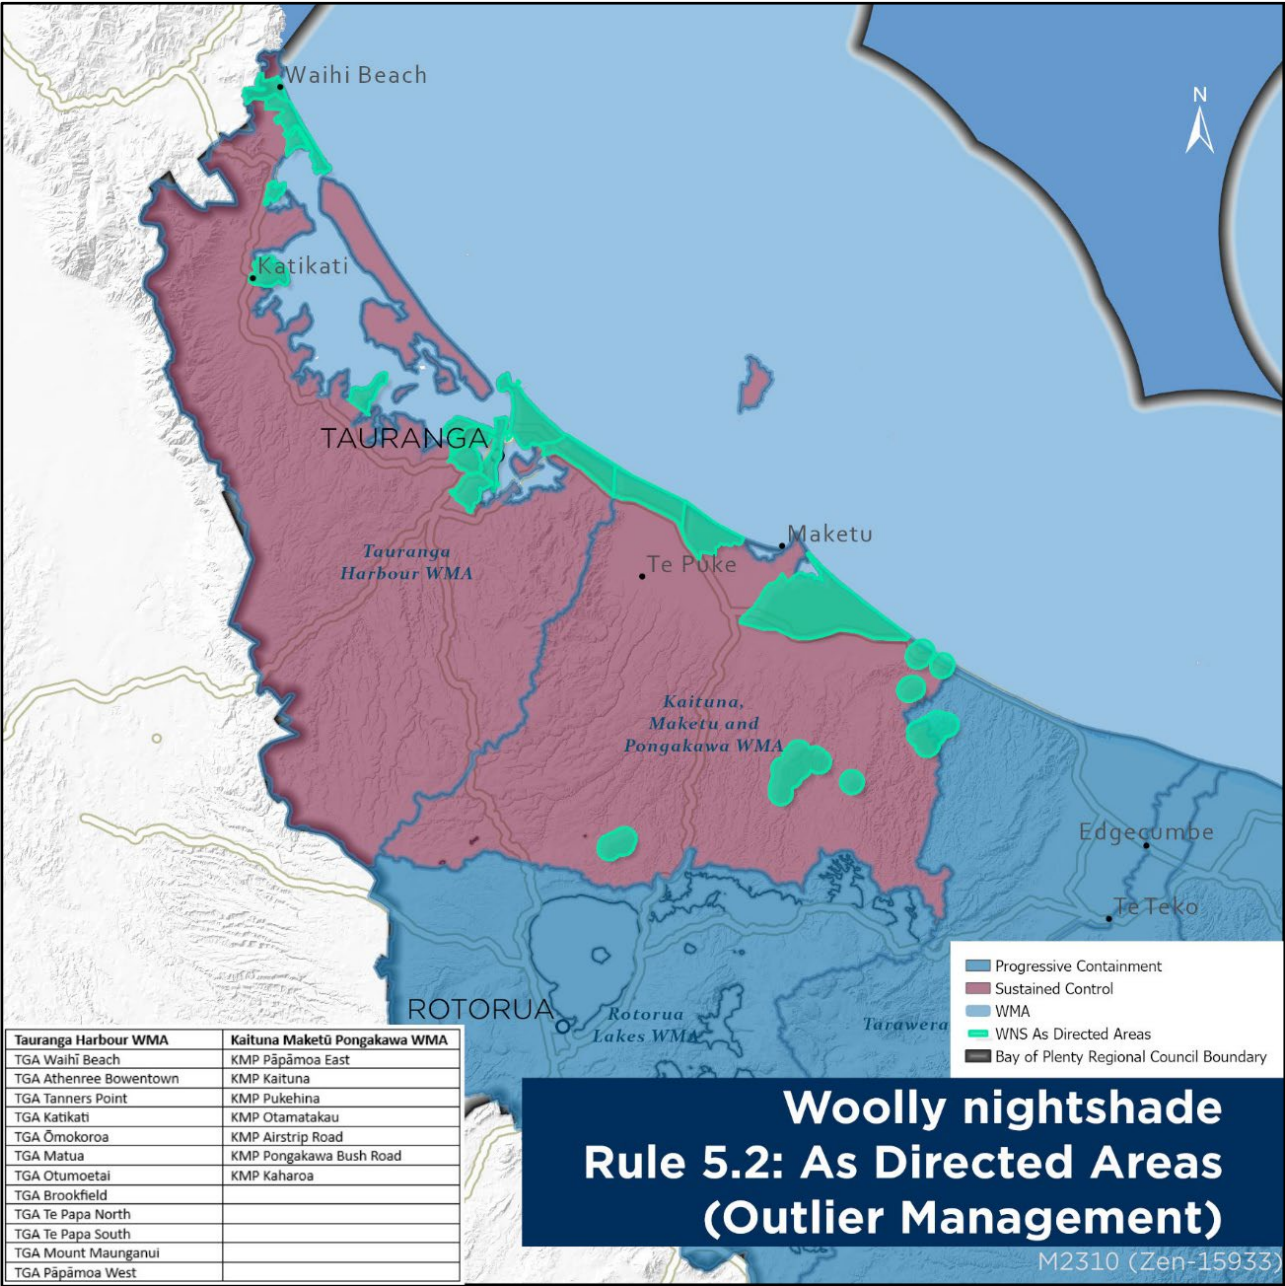 Waihi Beach
N
Katikati
TAURANGA
Maketu
Tauranga
Harbour WMA
Te Puke
Kaituna,
Maketu and
Pongakawa WMA
Edgecumbe
Te Teko
ROTORUA
Rotorua
Lakes WMA
Tarawera
Progressive Containment
Sustained Control
WMA
WNS As Directed Areas
Bay of Plenty Regional Council Boundary
Tauranga Harbour WMA Kaituna Maketū Pongakawa WMA
TGA Waihī Beach KMP Pāpāmoa East
TGA Athenree Bowentown KMP Kaituna
TGA Tanners Point KMP Pukehina
TGA Katikati KMP Otamatakau
TGA Ōmokoroa KMP Airstrip Road
TGA Matua KMP Pongakawa Bush Road
TGA Otumoetai KMP Kaharoa
TGA Brookfield
TGA Te Papa North
TGA Te Papa South
TGA Mount Maunganui
TGA Pāpāmoa West
Woolly nightshade
Rule 5.2: As Directed Areas
(Outlier Management)
M2310 (Zen-15933)